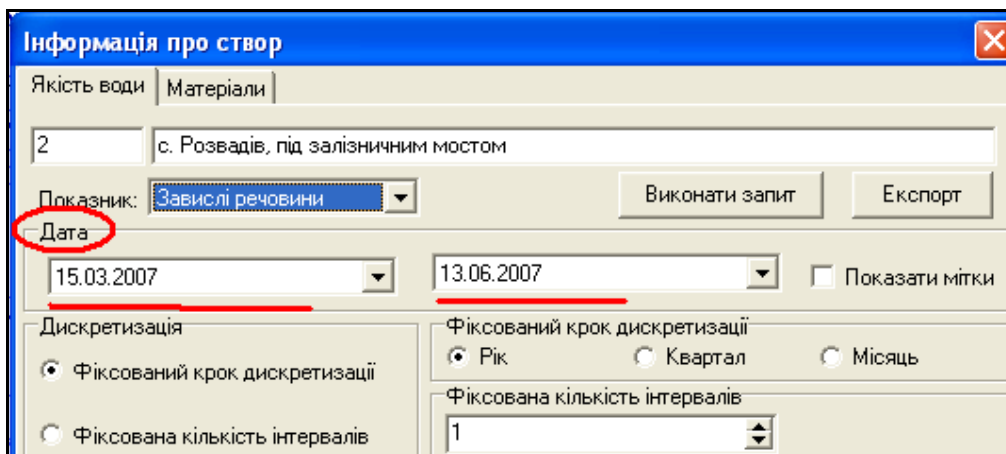 Інформація про створ
Якість води Матеріали
2 с. Розвадів, під залізничним мостом
Показник: Завислі речовини Виконати запит Експорт
Дата
15.03.2007 13.06.2007 Показати мітки
Дискретизація Фіксований крок дискретизації
Рік Квартал Місяць
Фіксований крок дискретизації
Фіксована кількість інтервалів
Фіксована кількість інтервалів 1